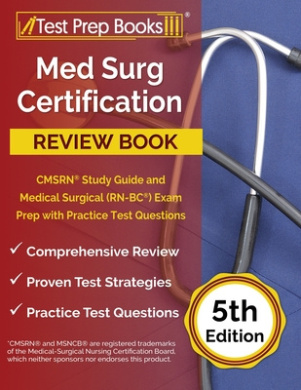 Test Prep Books®
Med Surg
Certification
REVIEW BOOK
CMSRN® Study Guide and
Medical Surgical (RN-BC®) Exam
Prep with Practice Test Questions
✓ Comprehensive Review
✓ Proven Test Strategies
✓ Practice Test Questions
5th
Edition
*CMSRN® and MSNCB® are registered trademarks
of the Medical-Surgical Nursing Certification Board,
which neither sponsors nor endorses this product.